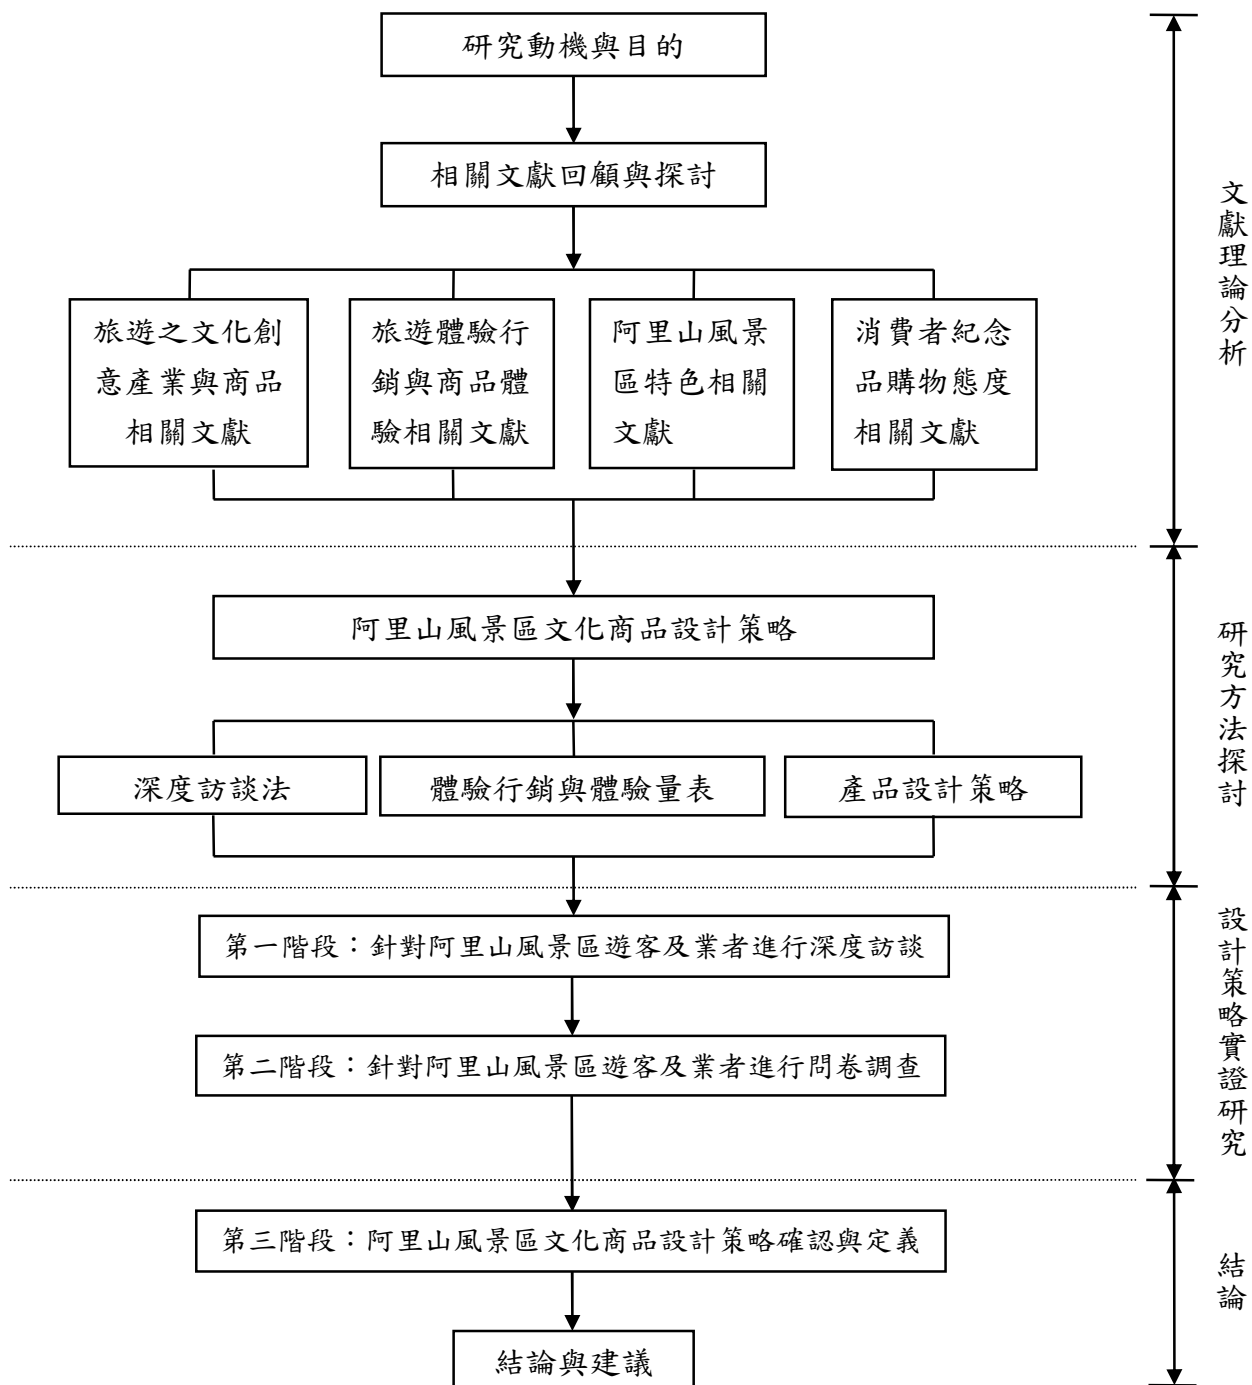 研究動機與目的
相關文獻回顧與探討
旅遊之文化創
意產業與商品
相關文獻
旅遊體驗行
銷與商品體
驗相關文獻
阿里山風景
區特色相關
文獻
消費者紀念
品購物態度
相關文獻
文獻理論分析
阿里山風景區文化商品設計策略
深度訪談法
體驗行銷與體驗量表
產品設計策略
研究方法探討
第一階段：針對阿里山風景區遊客及業者進行深度訪談
第二階段：針對阿里山風景區遊客及業者進行問卷調查
設計策略實證研究
第三階段：阿里山風景區文化商品設計策略確認與定義
結論與建議
結論